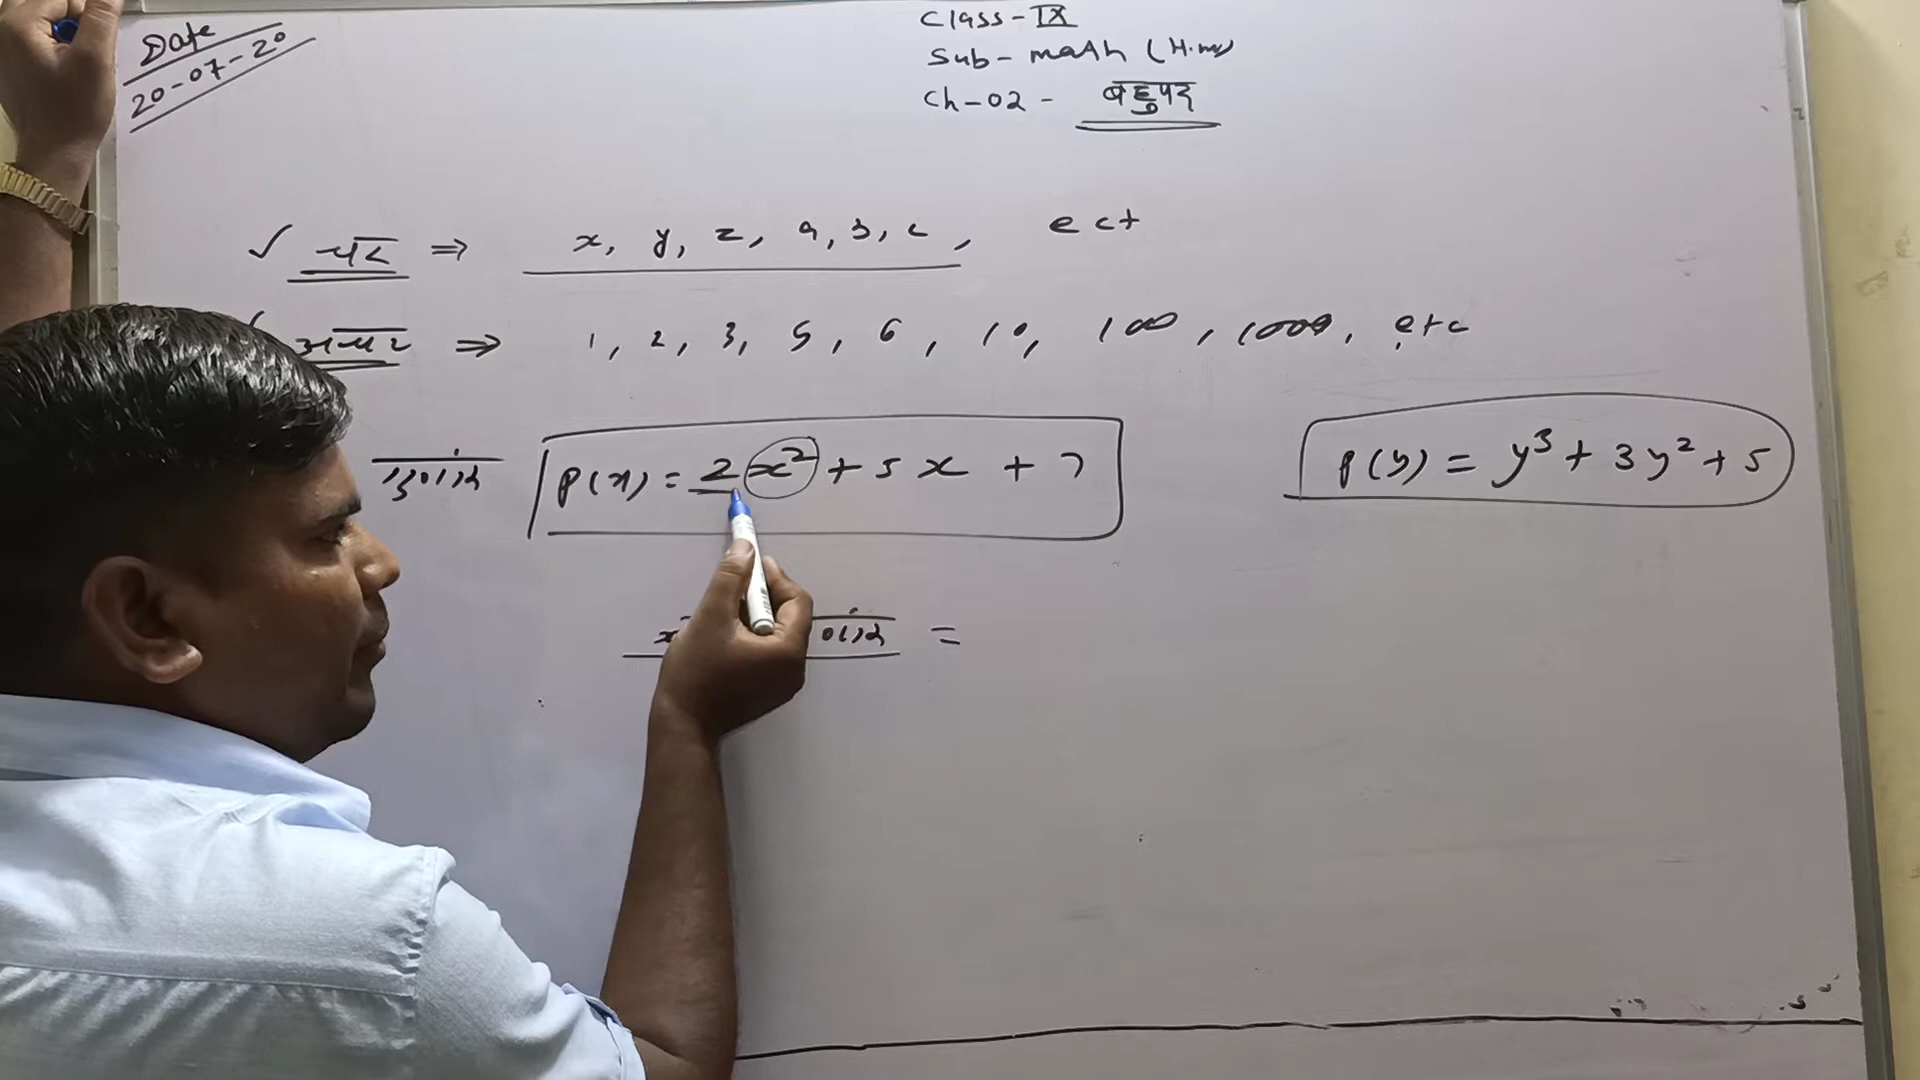 Date
20-07-20
Class-IX
Sub- math (H.m)
Ch-02 - बहुपद
✓ चर ⇒ x, y, z, a, b, c, ect
अचर ⇒ 1, 2, 3, 5, 6, 10, 100, 1000, etc
गुणांक P(x) = 2x² + 5x + 7
P(y) = y³ + 3y² + 5
=